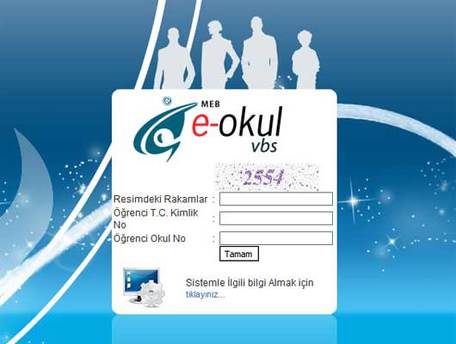 MEB
e-okul
vbs
2554
Resimdeki Rakamlar :
Öğrenci T.C. Kimlik No :
Öğrenci Okul No :
Tamam
Sistemle İlgili bilgi Almak için
tıklayınız...